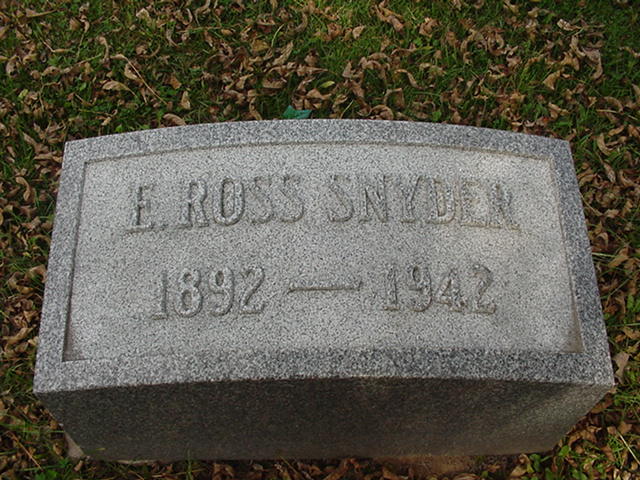 E. ROSS SNYDER
1892 — 1942